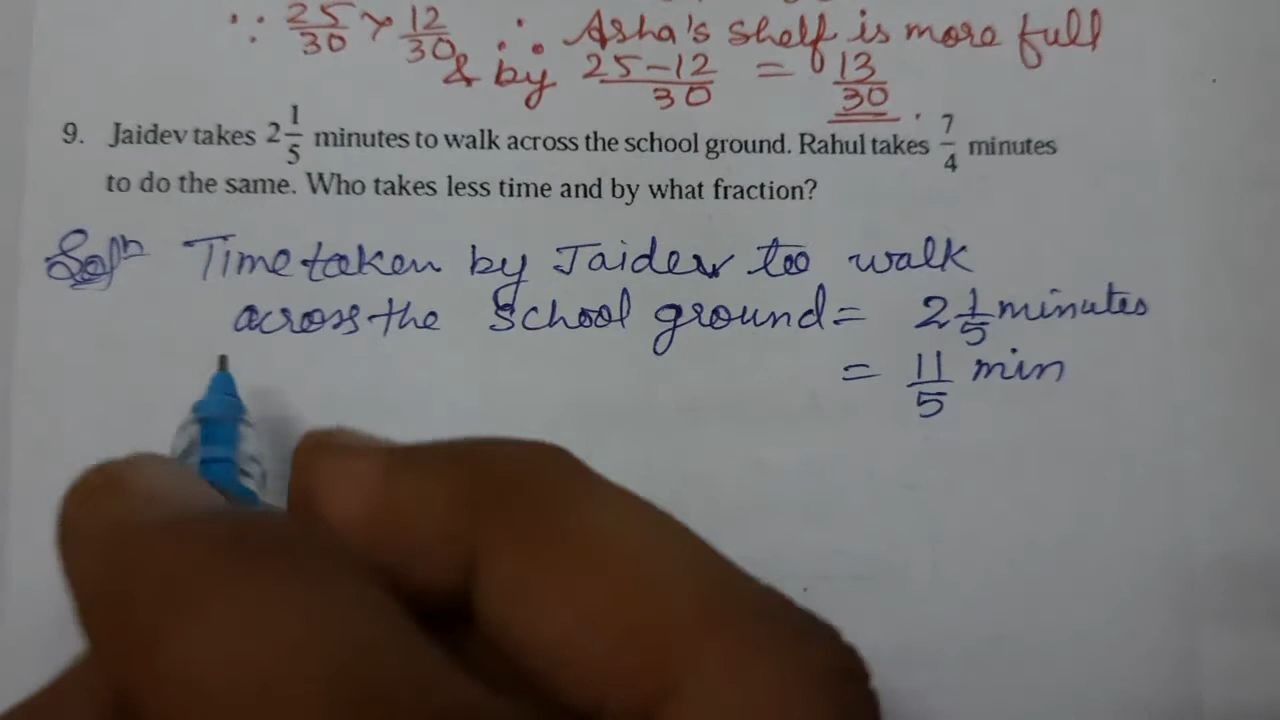 ∵ 25/30 > 12/30 ∴ Asha's shelf is more full
& by 25-12/30 = 13/30.
9. Jaidev takes 2 1/5 minutes to walk across the school ground. Rahul takes 7/4 minutes
to do the same. Who takes less time and by what fraction?
Solⁿ Time taken by Jaidev too walk
across the School ground = 2 1/5 minutes
= 11/5 min